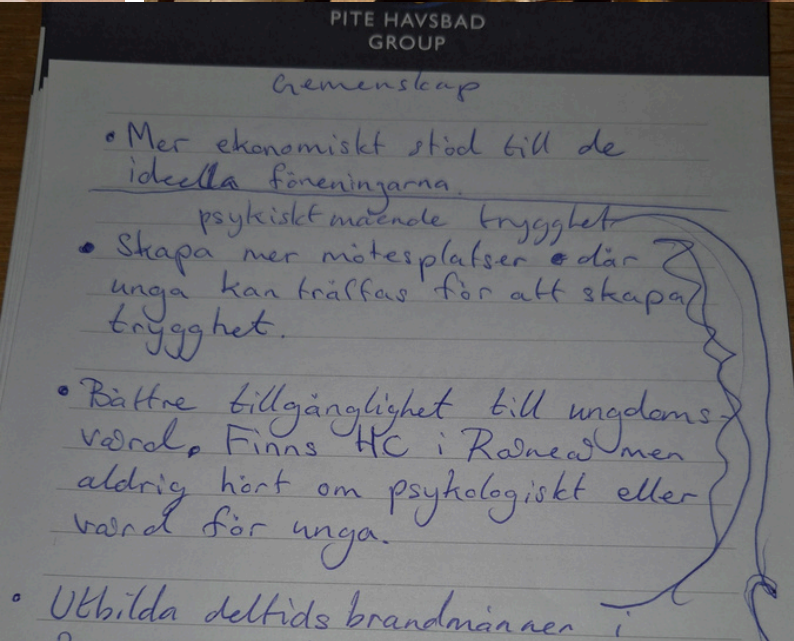 PITE HAVSBAD
GROUP
Gemenskap
• Mer ekonomiskt stöd till de
ideella föreningarna.
psykiskt mående trygghet
• Skapa mer mötesplatser där
unga kan träffas för att skapa
trygghet.
• Bättre tillgänglighet till ungdoms-
vård. Finns HC i Råneå men
aldrig hört om psykologiskt eller
vård för unga.
• Utbilda deltids brandmännen i